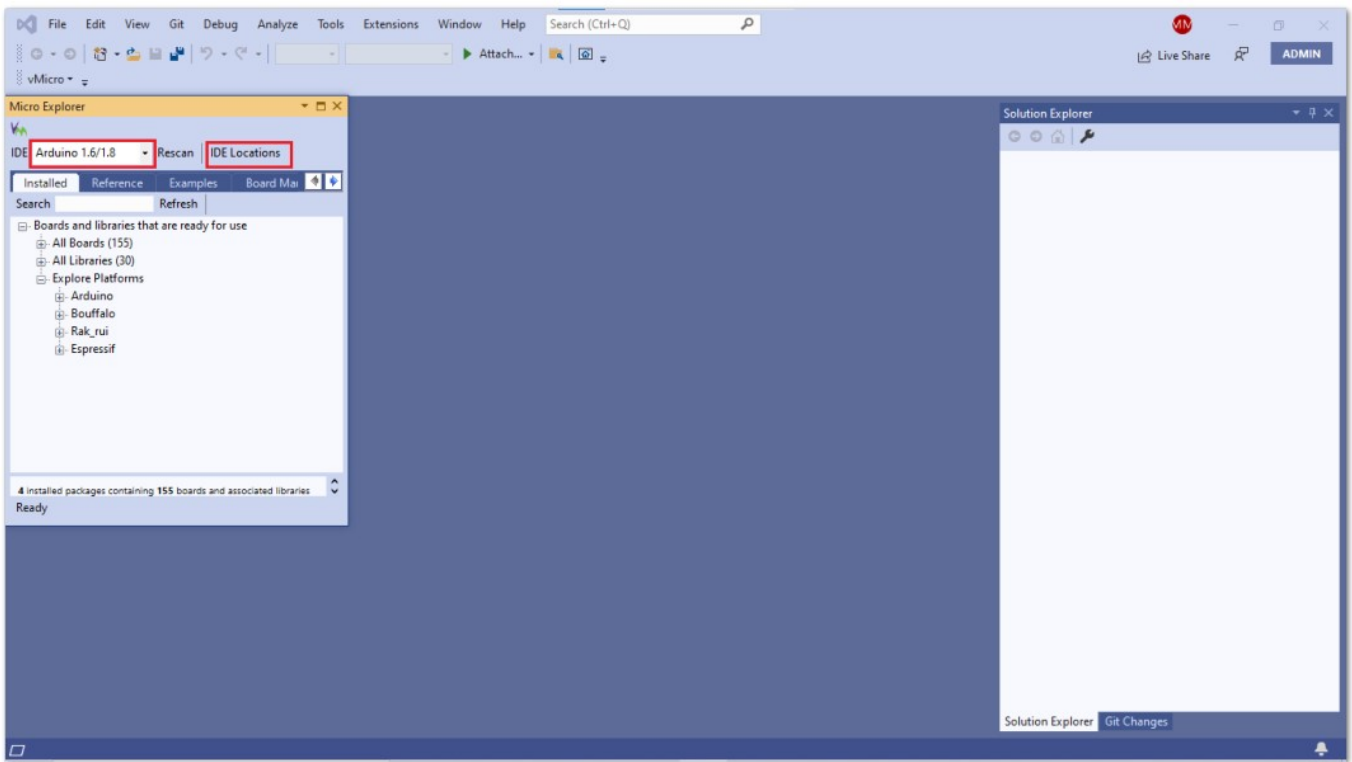 File Edit View Git Debug Analyze Tools Extensions Window Help Search (Ctrl+Q) MM
Attach... Live Share ADMIN
vMicro
Micro Explorer
IDE Arduino 1.6/1.8 Rescan IDE Locations
Installed Reference Examples Board Ma
Search Refresh
Boards and libraries that are ready for use
All Boards (155)
All Libraries (30)
Explore Platforms
Arduino
Bouffalo
Rak_rui
Espressif
4 installed packages containing 155 boards and associated libraries
Ready
Solution Explorer
Solution Explorer Git Changes